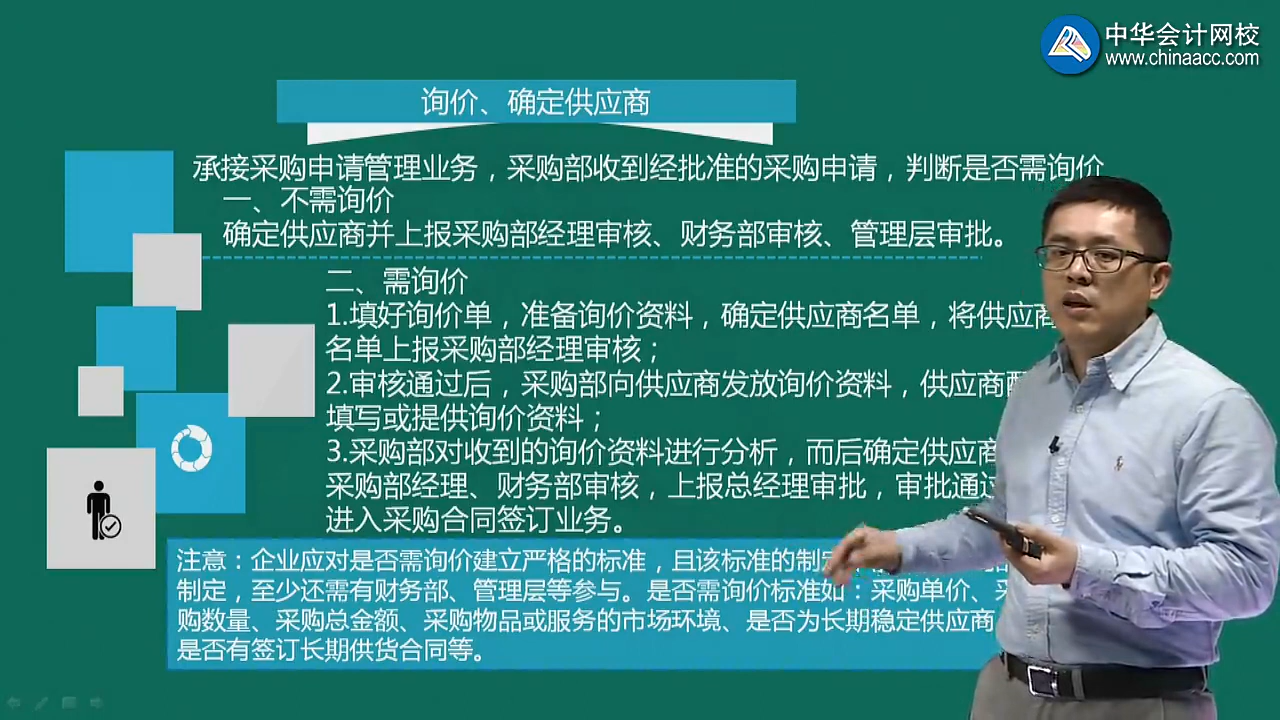 中华会计网校
www.chinaacc.com
询价、确定供应商
承接采购申请管理业务，采购部收到经批准的采购申请，判断是否需询价
一、不需询价
确定供应商并上报采购部经理审核、财务部审核、管理层审批。
二、需询价
1.填好询价单，准备询价资料，确定供应商名单，将供应商
名单上报采购部经理审核；
2.审核通过后，采购部向供应商发放询价资料，供应商配
填写或提供询价资料；
3.采购部对收到的询价资料进行分析，而后确定供应商
采购部经理、财务部审核，上报总经理审批，审批通过
进入采购合同签订业务。
注意：企业应对是否需询价建立严格的标准，且该标准的制定
制定，至少还需有财务部、管理层等参与。是否需询价标准如：采购单价、采
购数量、采购总金额、采购物品或服务的市场环境、是否为长期稳定供应商
是否有签订长期供货合同等。